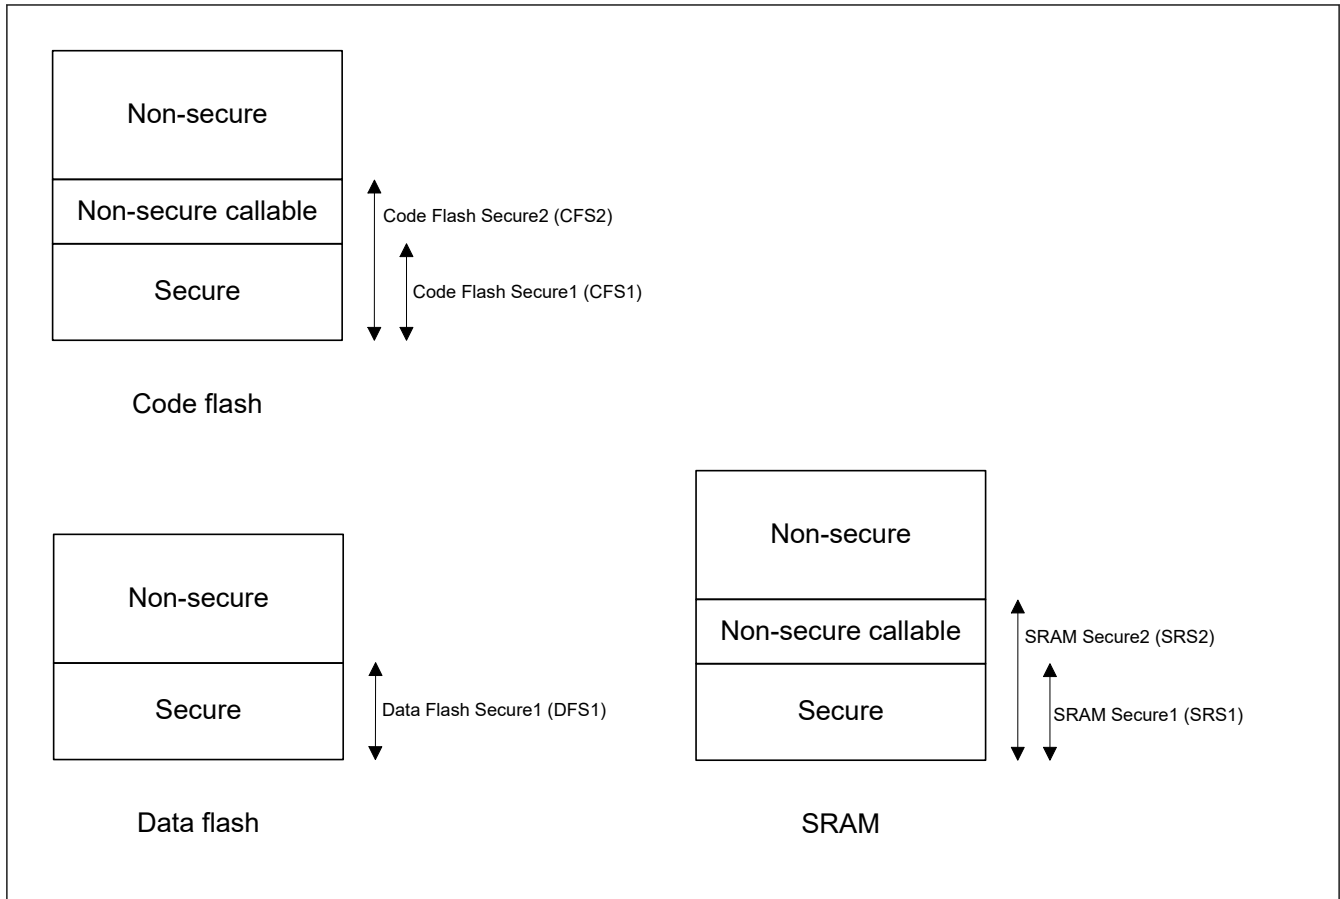 Non-secure
Non-secure callable
Secure
Code Flash Secure2 (CFS2)
Code Flash Secure1 (CFS1)
Code flash
Non-secure
Secure
Data Flash Secure1 (DFS1)
Data flash
Non-secure
Non-secure callable
Secure
SRAM Secure2 (SRS2)
SRAM Secure1 (SRS1)
SRAM